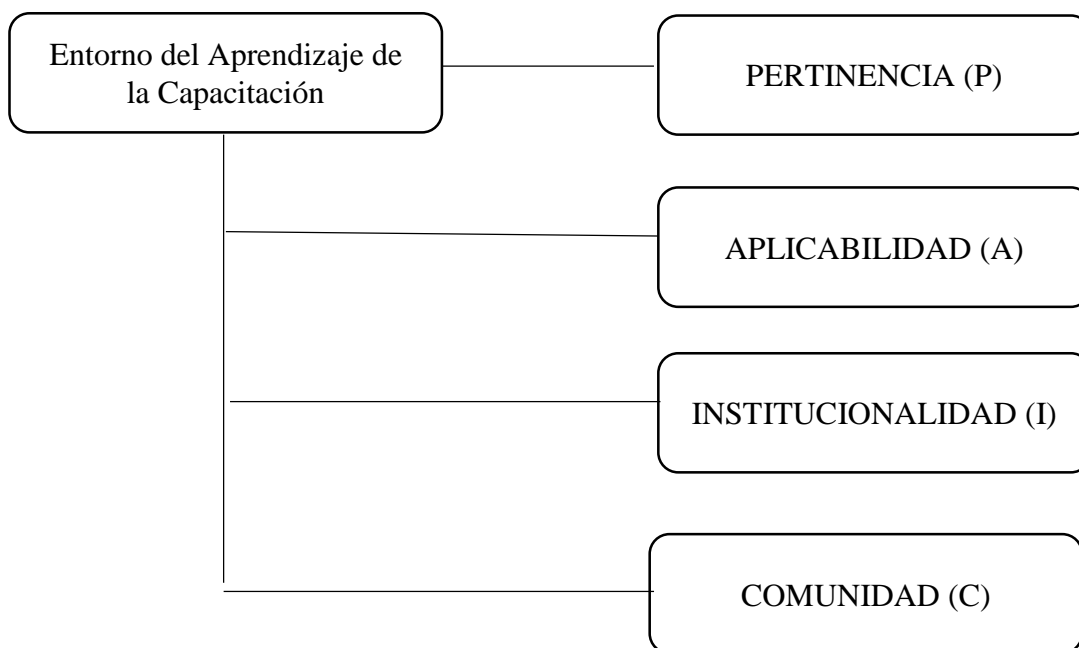 Entorno del Aprendizaje de
la Capacitación
PERTINENCIA (P)
APLICABILIDAD (A)
INSTITUCIONALIDAD (I)
COMUNIDAD (C)